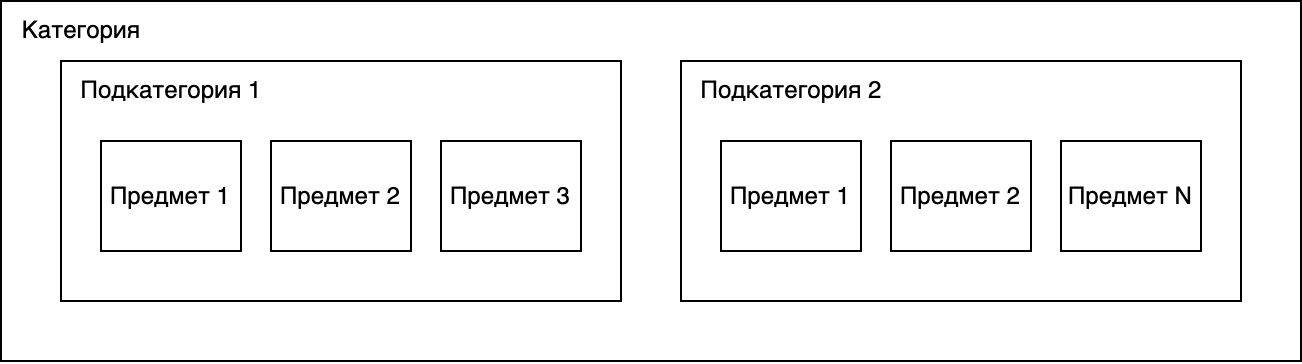 Категория
Подкатегория 1
Подкатегория 2
Предмет 1
Предмет 2
Предмет 3
Предмет 1
Предмет 2
Предмет N